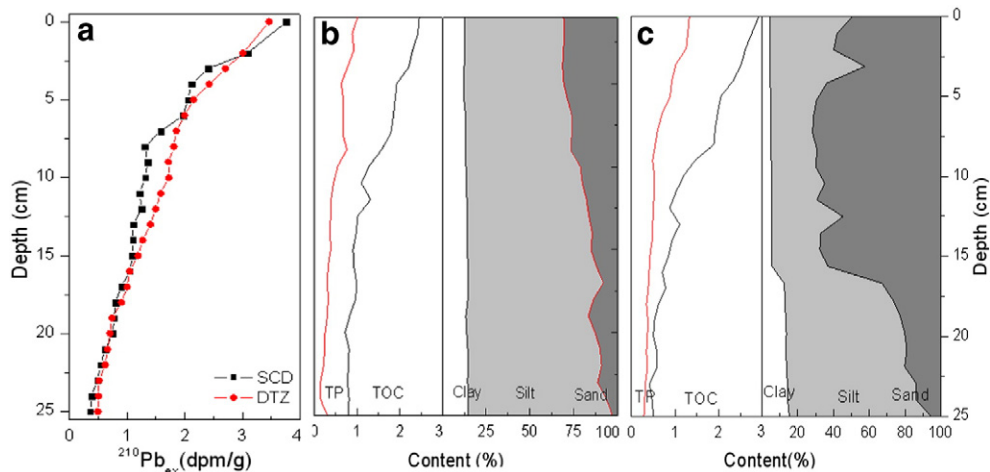 a
b
c
0
5
10
15
20
25
Depth (cm)
SCD
DTZ
0 1 2 3 4
210Pbex(dpm/g)
TP TOC Clay Silt Sand
0 1 2 3 25 50 75 100
Content (%)
TP TOC Clay Silt Sand
0 1 2 3 20 40 60 80 100
Content(%)
0
5
10
15
20
25
Depth (cm)